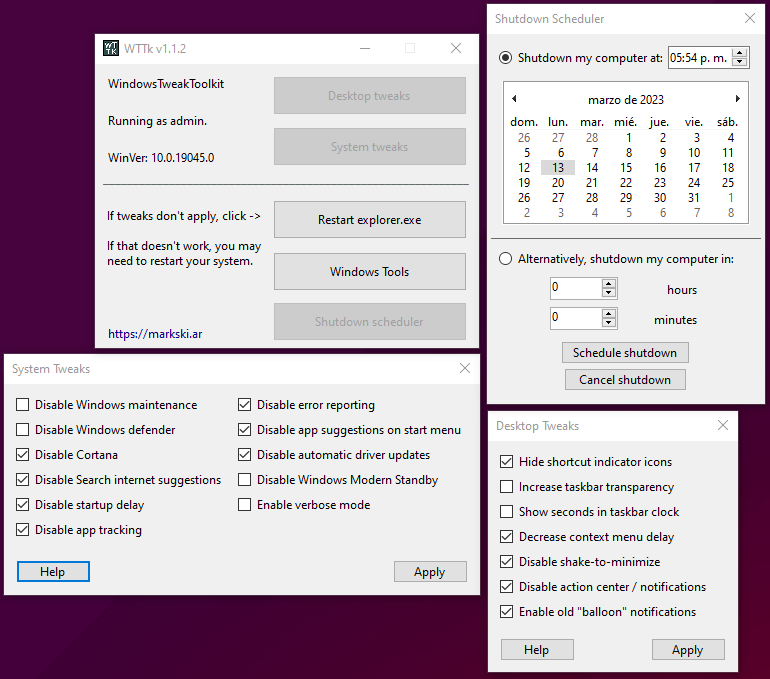 WT
Tk
WTTk v1.1.2
WindowsTweakToolkit
Desktop tweaks
Running as admin.
System tweaks
WinVer: 10.0.19045.0
If tweaks don't apply, click ->
Restart explorer.exe
If that doesn't work, you may
need to restart your system.
Windows Tools
Shutdown scheduler
https://markski.ar
Shutdown Scheduler
Shutdown my computer at:
05:54 p. m.
marzo de 2023
dom. lun. mar. mié. jue. vie. sáb.
26 27 28 1 2 3 4
5 6 7 8 9 10 11
12 13 14 15 16 17 18
19 20 21 22 23 24 25
26 27 28 29 30 31 1
2 3 4 5 6 7 8
Alternatively, shutdown my computer in:
0 hours
0 minutes
Schedule shutdown
Cancel shutdown
System Tweaks
Disable Windows maintenance
Disable Windows defender
Disable Cortana
Disable Search internet suggestions
Disable startup delay
Disable app tracking
Disable error reporting
Disable app suggestions on start menu
Disable automatic driver updates
Disable Windows Modern Standby
Enable verbose mode
Help
Apply
Desktop Tweaks
Hide shortcut indicator icons
Increase taskbar transparency
Show seconds in taskbar clock
Decrease context menu delay
Disable shake-to-minimize
Disable action center / notifications
Enable old "balloon" notifications
Help
Apply